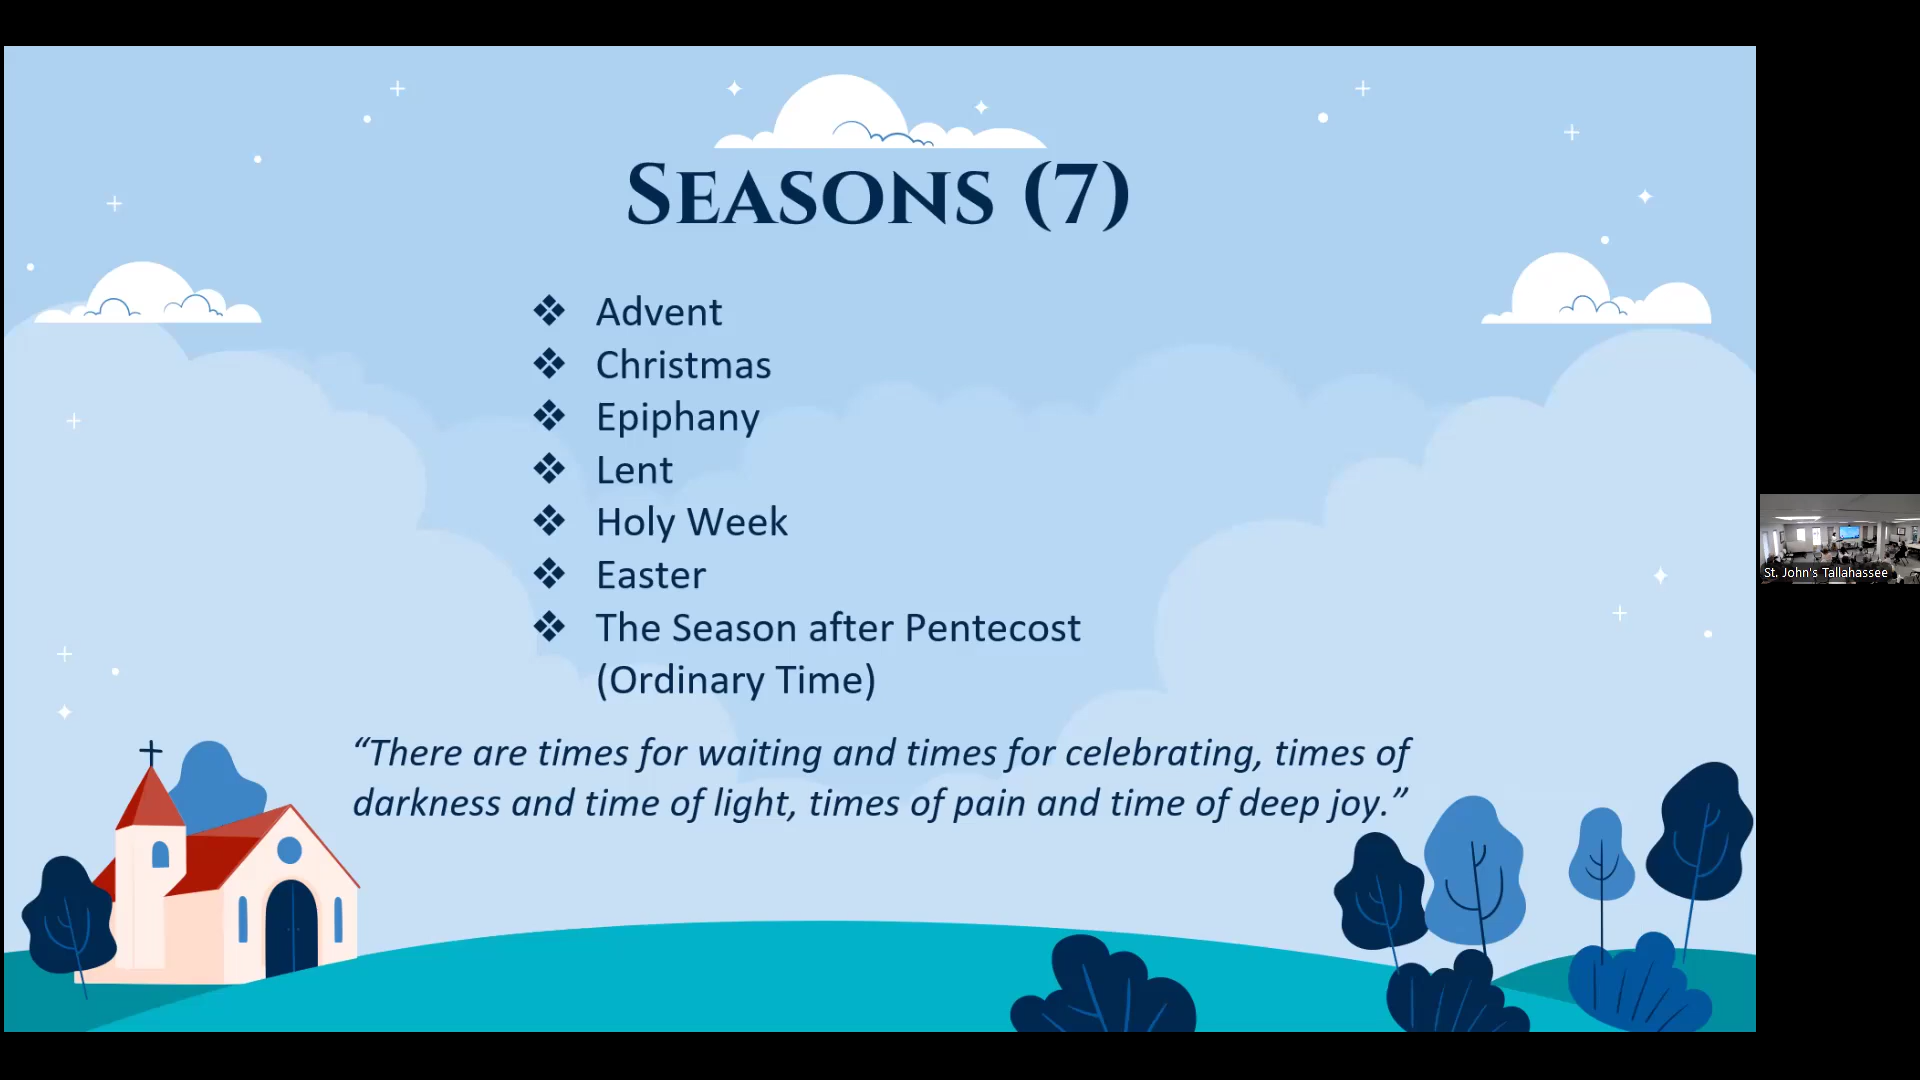 Seasons (7)
❖ Advent
❖ Christmas
❖ Epiphany
❖ Lent
❖ Holy Week
❖ Easter
❖ The Season after Pentecost
(Ordinary Time)
“There are times for waiting and times for celebrating, times of
darkness and time of light, times of pain and time of deep joy.”
St. John's Tallahassee